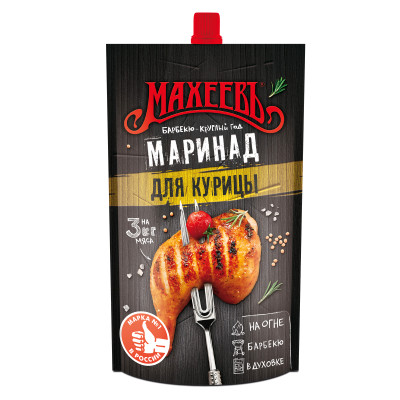 МАХЕЕВЪ
БАРБЕКЮ-КРУГЛЫЙ ГОД
МАРИНАД
ДЛЯ КУРИЦЫ
НА
3 кг
МЯСА
МАРКА №1
В РОССИИ
НА ОГНЕ
БАРБЕКЮ
В ДУХОВКЕ